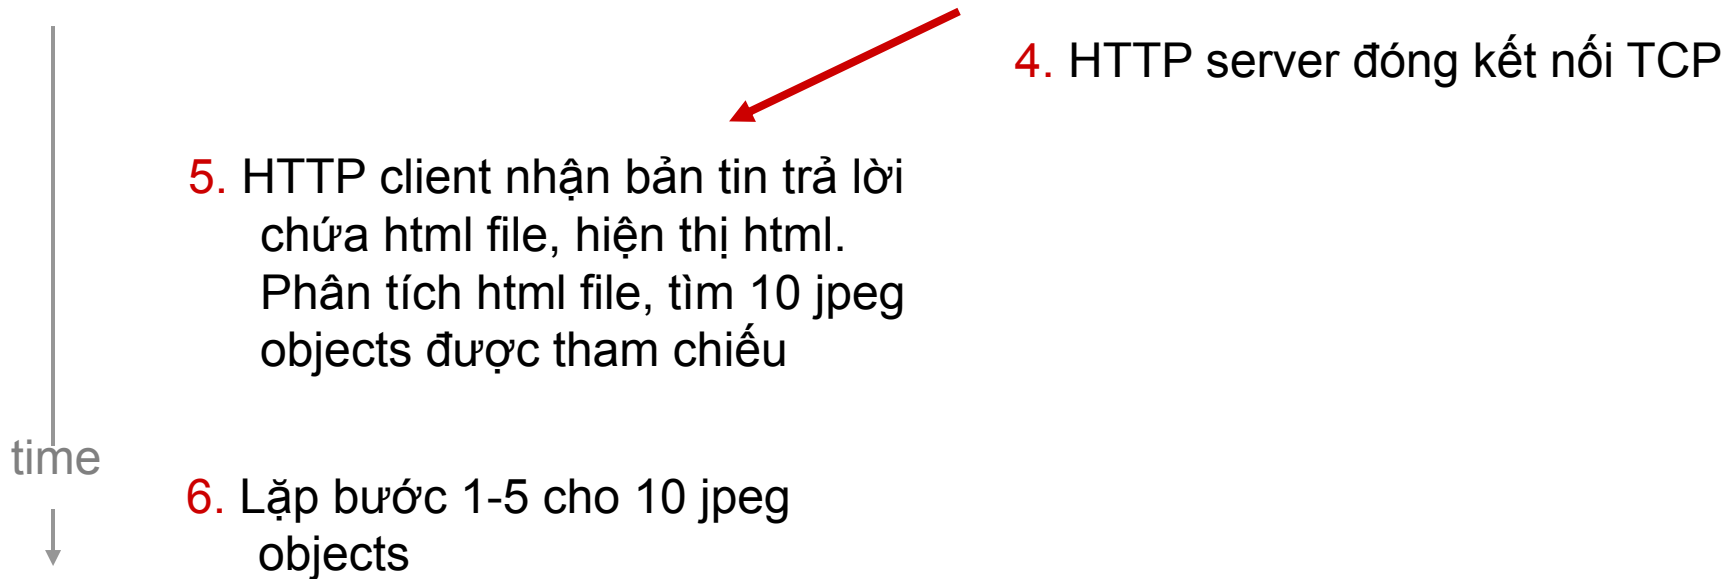 4. HTTP server đóng kết nối TCP
5. HTTP client nhận bản tin trả lời
chứa html file, hiện thị html.
Phân tích html file, tìm 10 jpeg
objects được tham chiếu
time
6. Lặp bước 1-5 cho 10 jpeg
objects